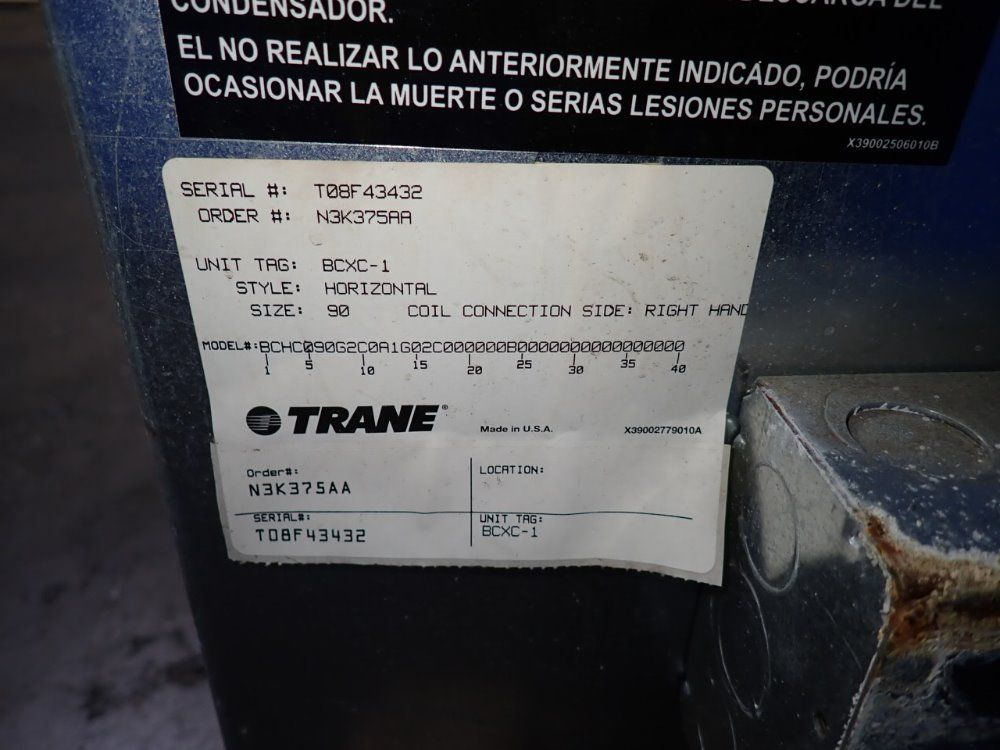 CONDENSADOR.
EL NO REALIZAR LO ANTERIORMENTE INDICADO, PODRÍA
OCASIONAR LA MUERTE O SERIAS LESIONES PERSONALES.
X39002506010B
SERIAL #: T08F43432
ORDER #: N3K375AA
UNIT TAG: BCXC-1
STYLE: HORIZONTAL
SIZE: 90 COIL CONNECTION SIDE: RIGHT HAND
MODEL#:BCHC090G2C0A1G02C000000B0000000000000000
1 5 10 15 20 25 30 35 40
TRANE®
Made in U.S.A. X39002779010A
Order#:
N3K375AA
LOCATION:
SERIAL#:
T08F43432
UNIT TAG:
BCXC-1